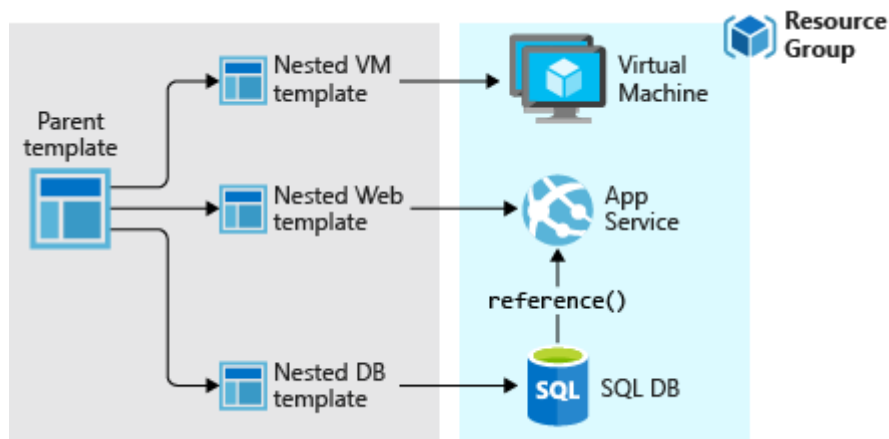 Resource
Group
Nested VM
template
Virtual
Machine
Parent
template
Nested Web
template
App
Service
reference()
Nested DB
template
SQL
SQL DB